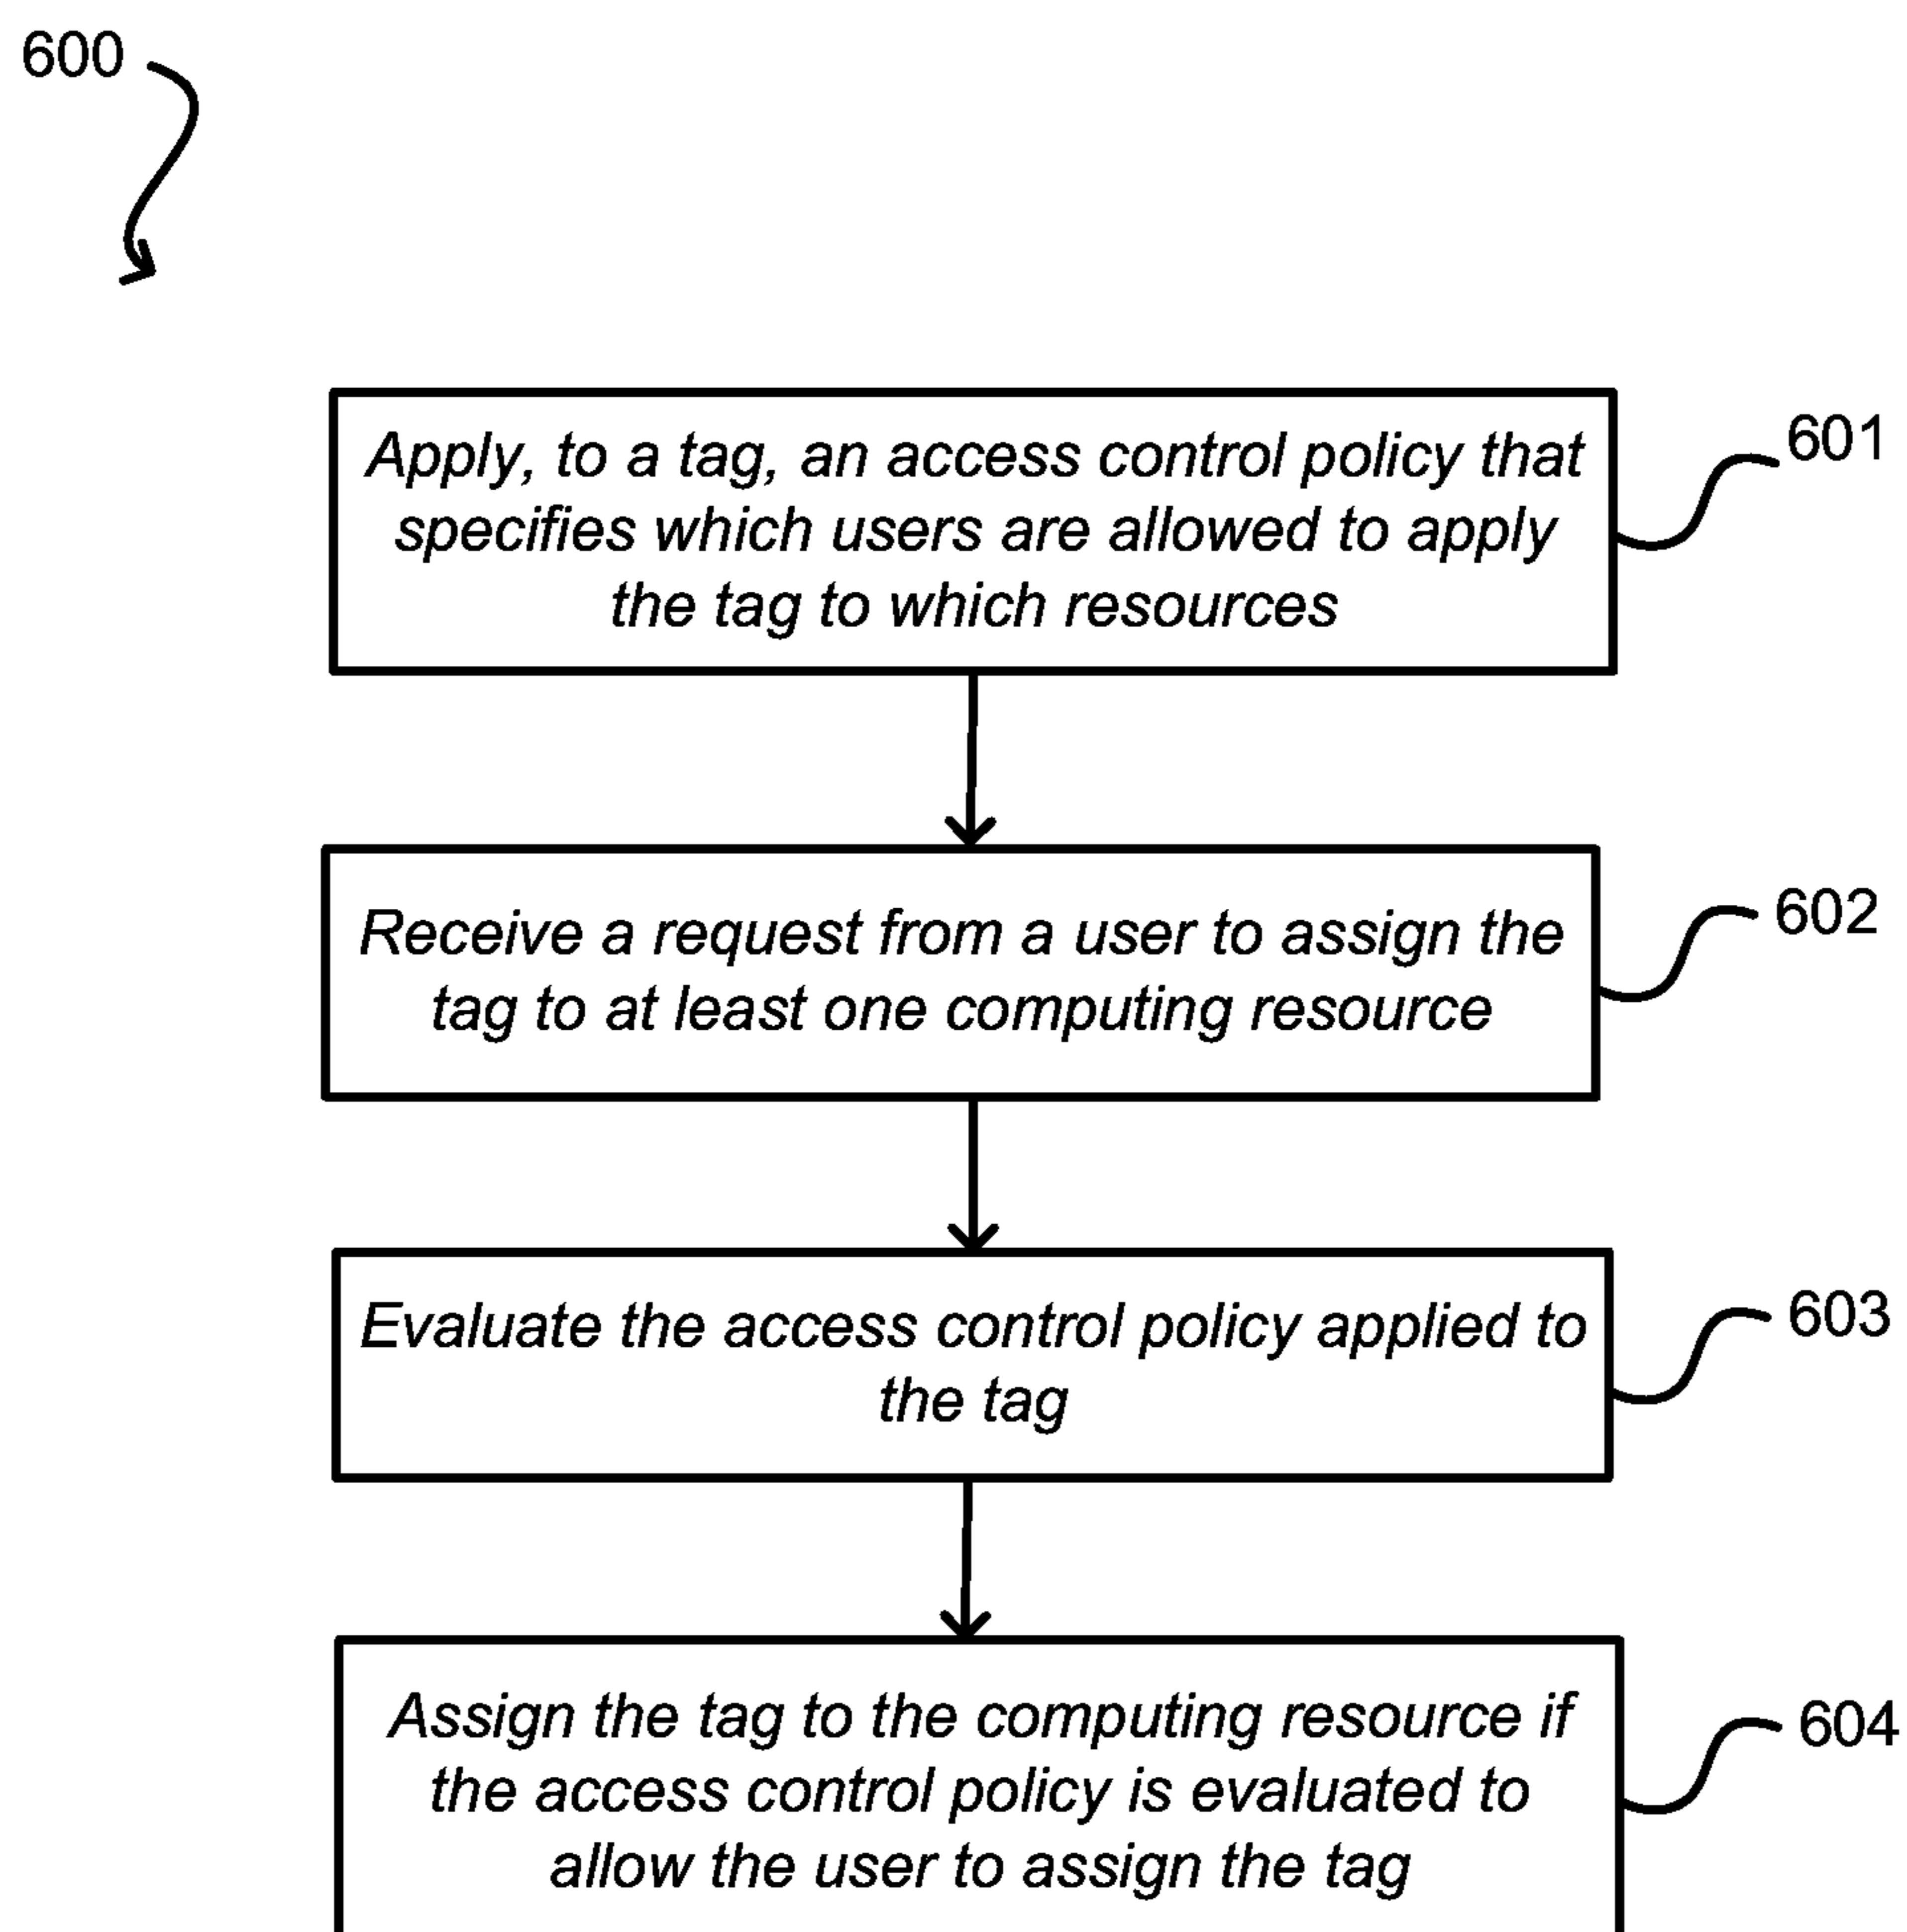 600
Apply, to a tag, an access control policy that
specifies which users are allowed to apply
the tag to which resources
601
Receive a request from a user to assign the
tag to at least one computing resource
602
Evaluate the access control policy applied to
the tag
603
Assign the tag to the computing resource if
the access control policy is evaluated to
allow the user to assign the tag
604